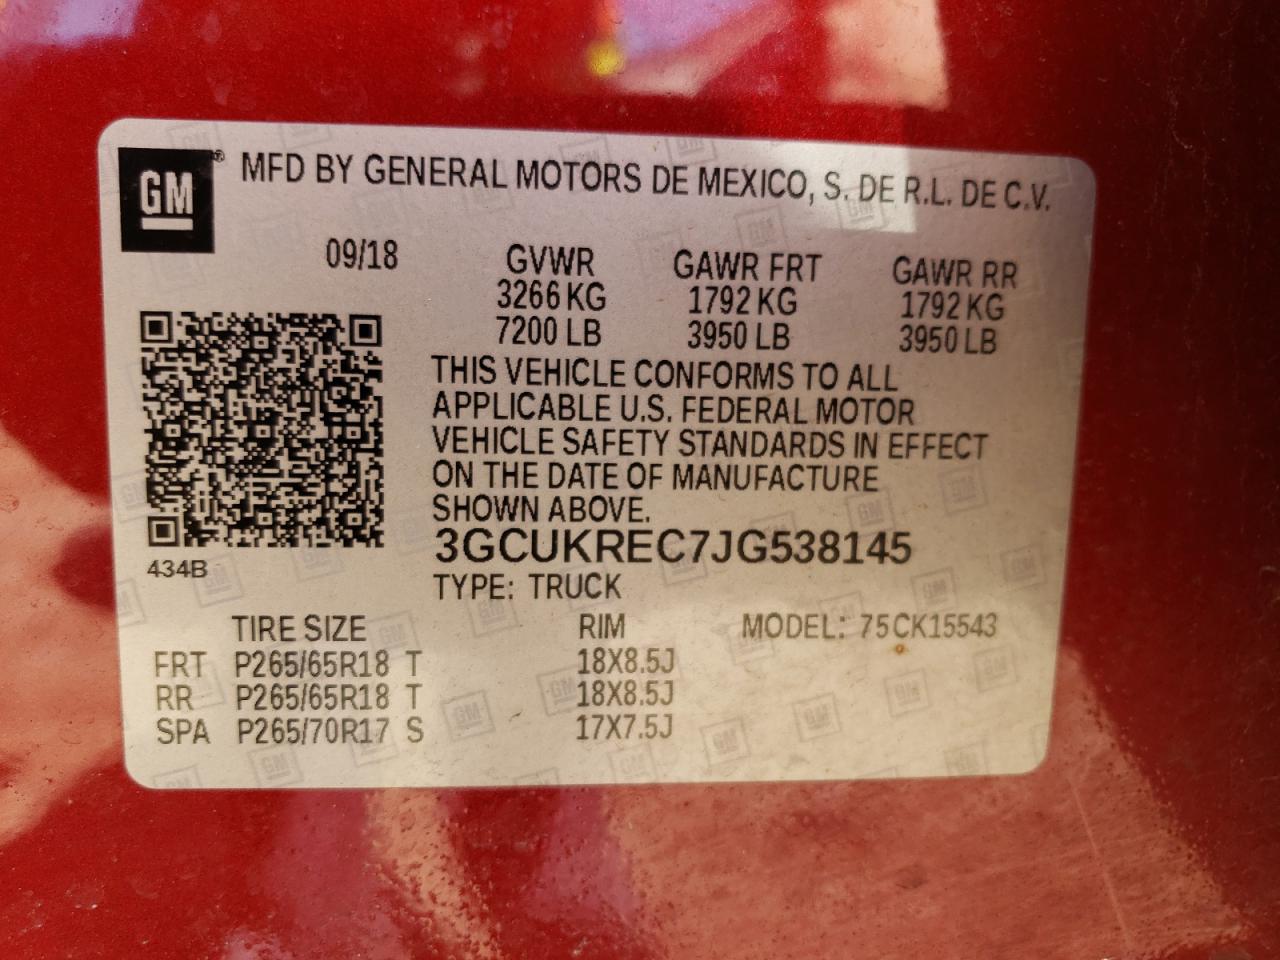 GM® MFD BY GENERAL MOTORS DE MEXICO, S. DE R.L. DE C.V.
09/18 GVWR GAWR FRT GAWR RR
3266 KG 1792 KG 1792 KG
7200 LB 3950 LB 3950 LB
THIS VEHICLE CONFORMS TO ALL
APPLICABLE U.S. FEDERAL MOTOR
VEHICLE SAFETY STANDARDS IN EFFECT
ON THE DATE OF MANUFACTURE
SHOWN ABOVE.
3GCUKREC7JG538145
434B
TYPE: TRUCK
TIRE SIZE RIM MODEL: 75CK15543
FRT P265/65R18 T 18X8.5J
RR P265/65R18 T 18X8.5J
SPA P265/70R17 S 17X7.5J